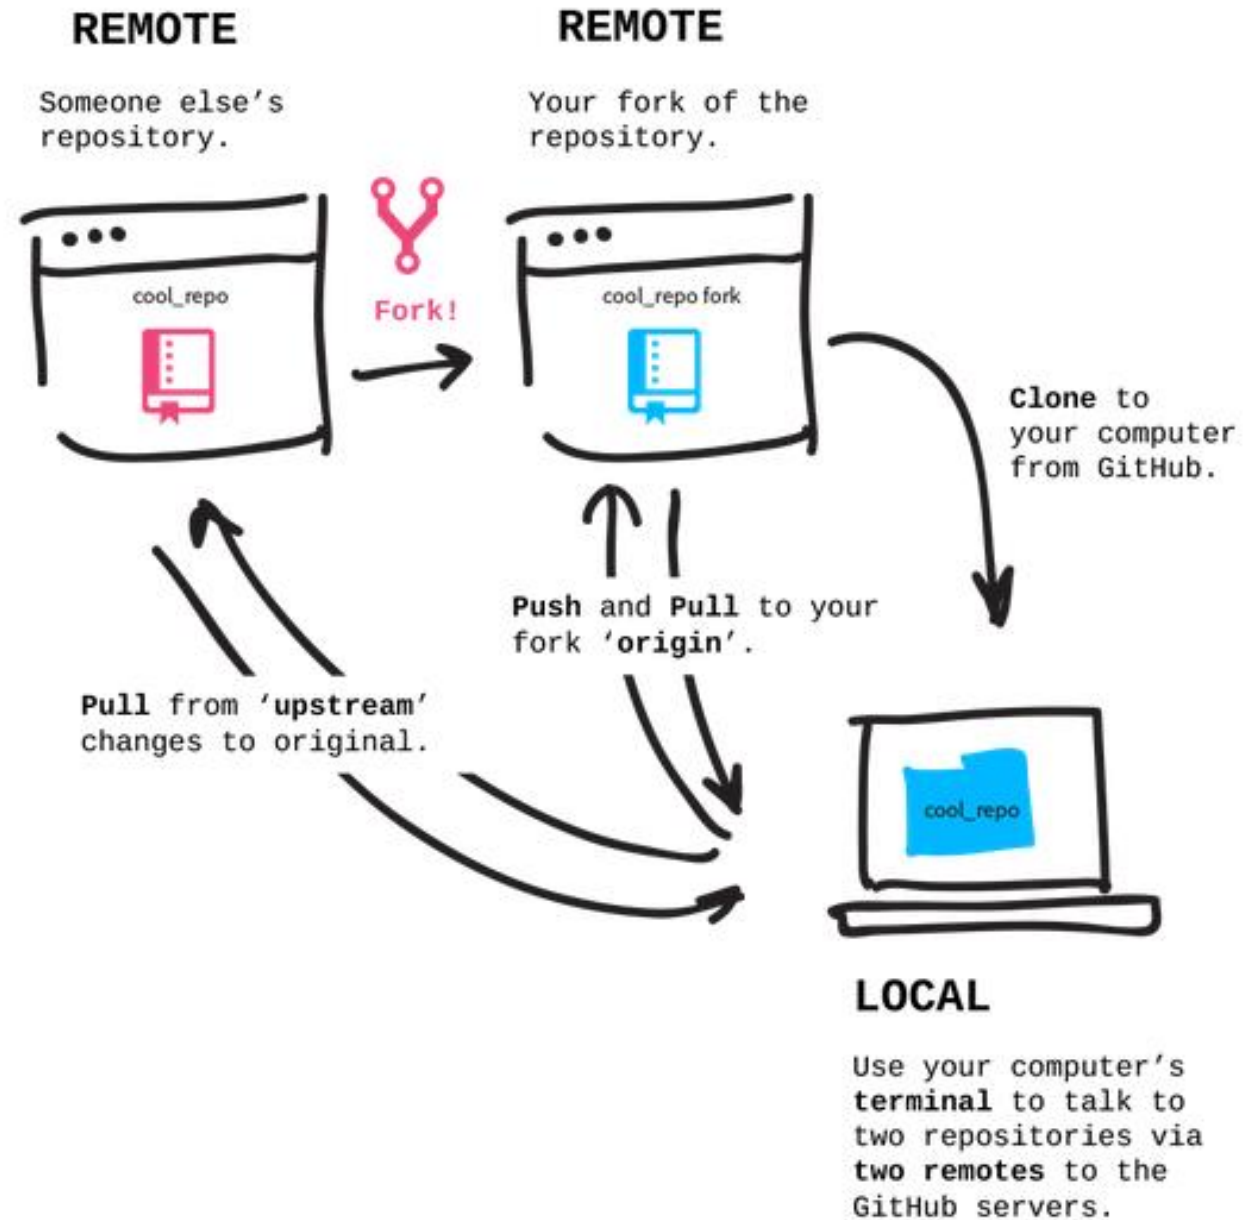 REMOTE
Someone else’s
repository.
cool_repo
Fork!
REMOTE
Your fork of the
repository.
cool_repo fork
Clone to
your computer
from GitHub.
Push and Pull to your
fork ‘origin’.
Pull from ‘upstream’
changes to original.
cool_repo
LOCAL
Use your computer’s
terminal to talk to
two repositories via
two remotes to the
GitHub servers.